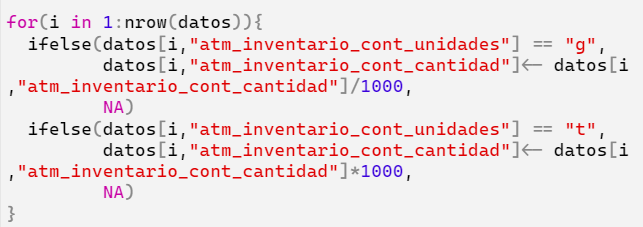 for(i in 1:nrow(datos)){
  ifelse(datos[i,"atm_inventario_cont_unidades"] == "g",
         datos[i,"atm_inventario_cont_cantidad"]<- datos[i
,"atm_inventario_cont_cantidad"]/1000,
         NA)
  ifelse(datos[i,"atm_inventario_cont_unidades"] == "t",
         datos[i,"atm_inventario_cont_cantidad"]<- datos[i
,"atm_inventario_cont_cantidad"]*1000,
         NA)
}